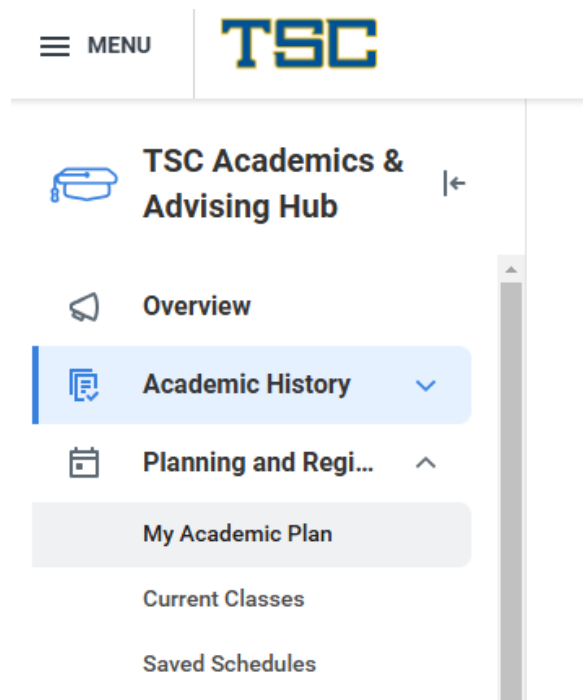 MENU
TSC
TSC Academics &
Advising Hub
Overview
Academic History
Planning and Regi...
My Academic Plan
Current Classes
Saved Schedules